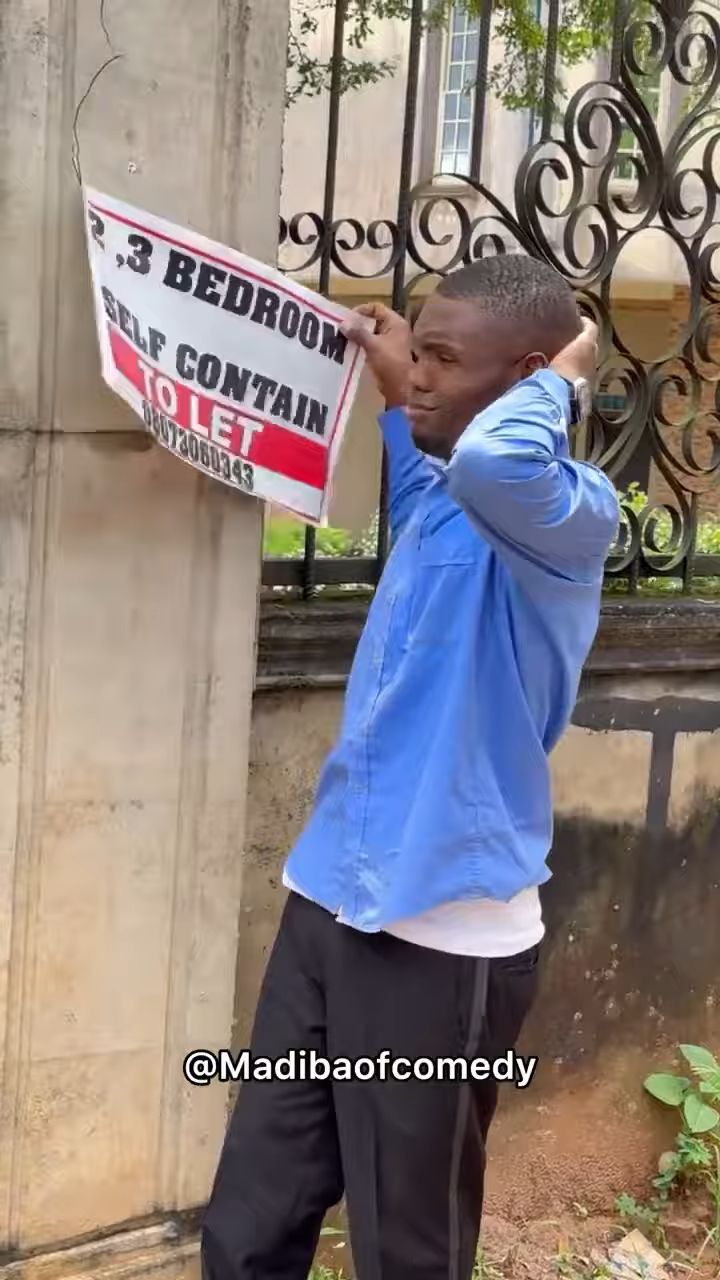 2 ,3 BEDROOM
SELF CONTAIN
TO LET
08073060343
@Madibaofcomedy